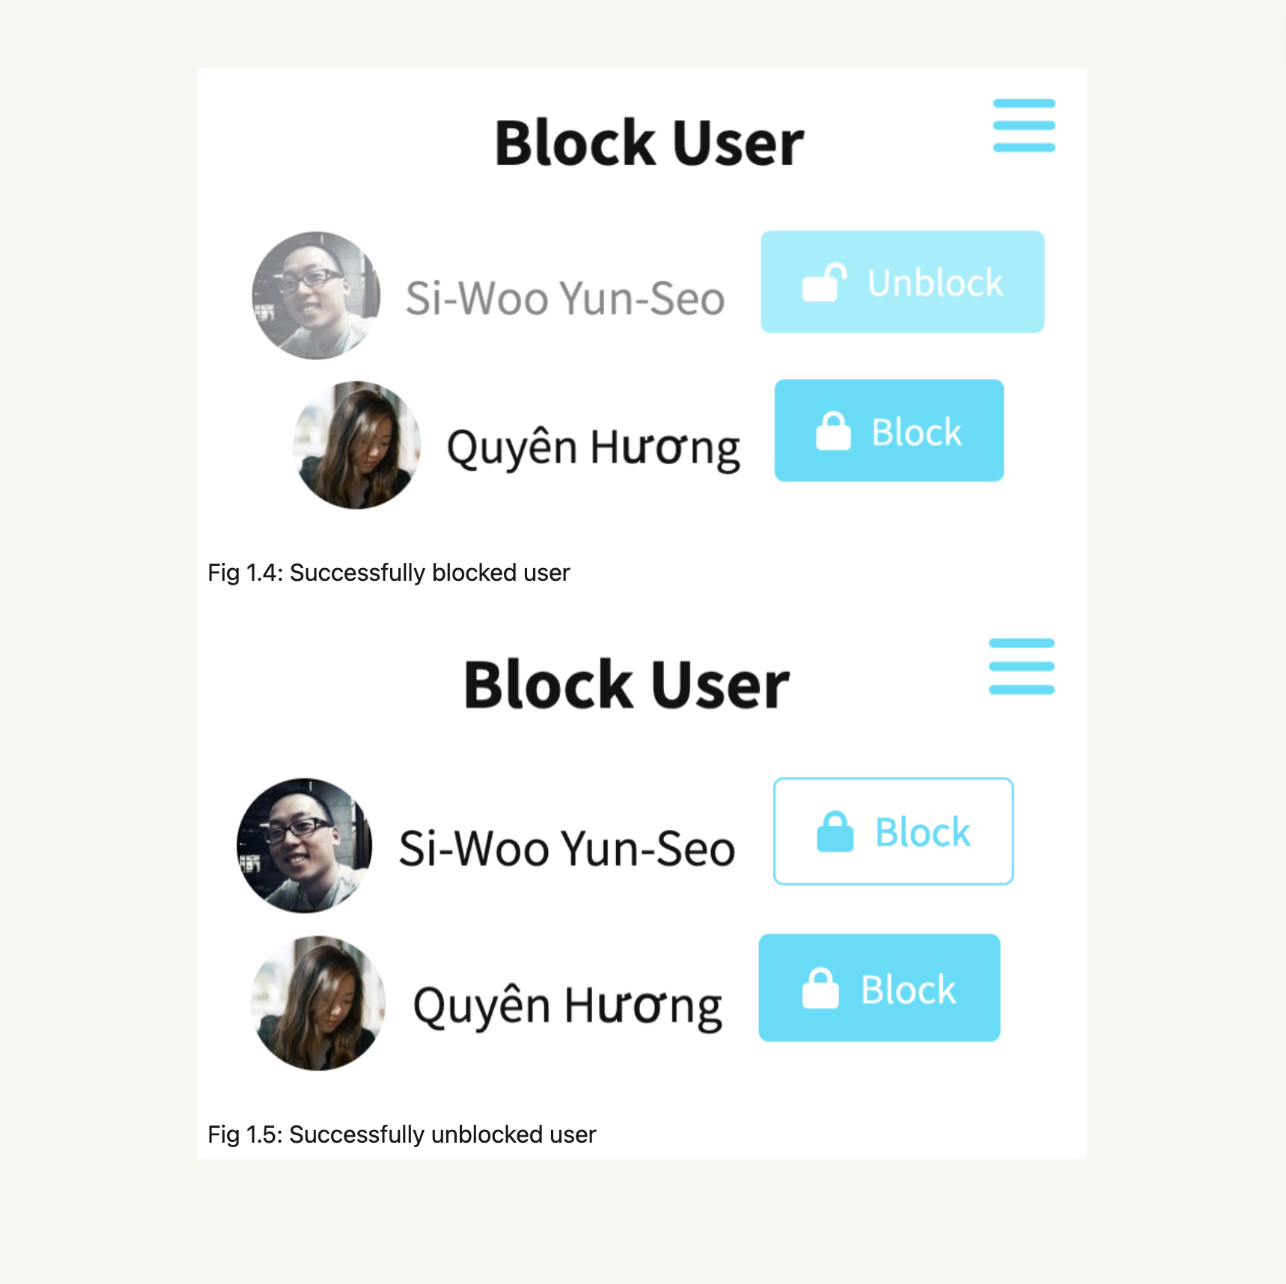 Block User
Si-Woo Yun-Seo Unblock
Quyên Hương Block
Fig 1.4: Successfully blocked user
Block User
Si-Woo Yun-Seo Block
Quyên Hương Block
Fig 1.5: Successfully unblocked user